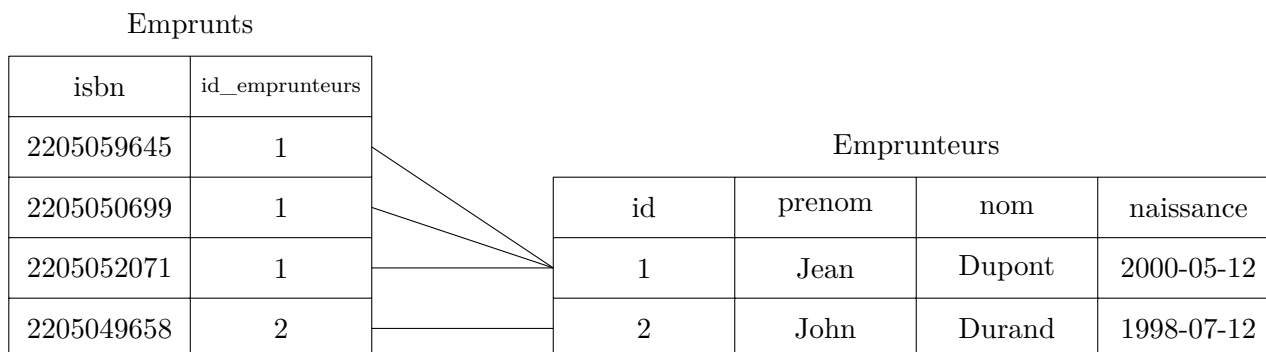 Emprunts
isbn id_emprunteurs
2205059645 1
2205050699 1
2205052071 1
2205049658 2
Emprunteurs
id prenom nom naissance
1 Jean Dupont 2000-05-12
2 John Durand 1998-07-12